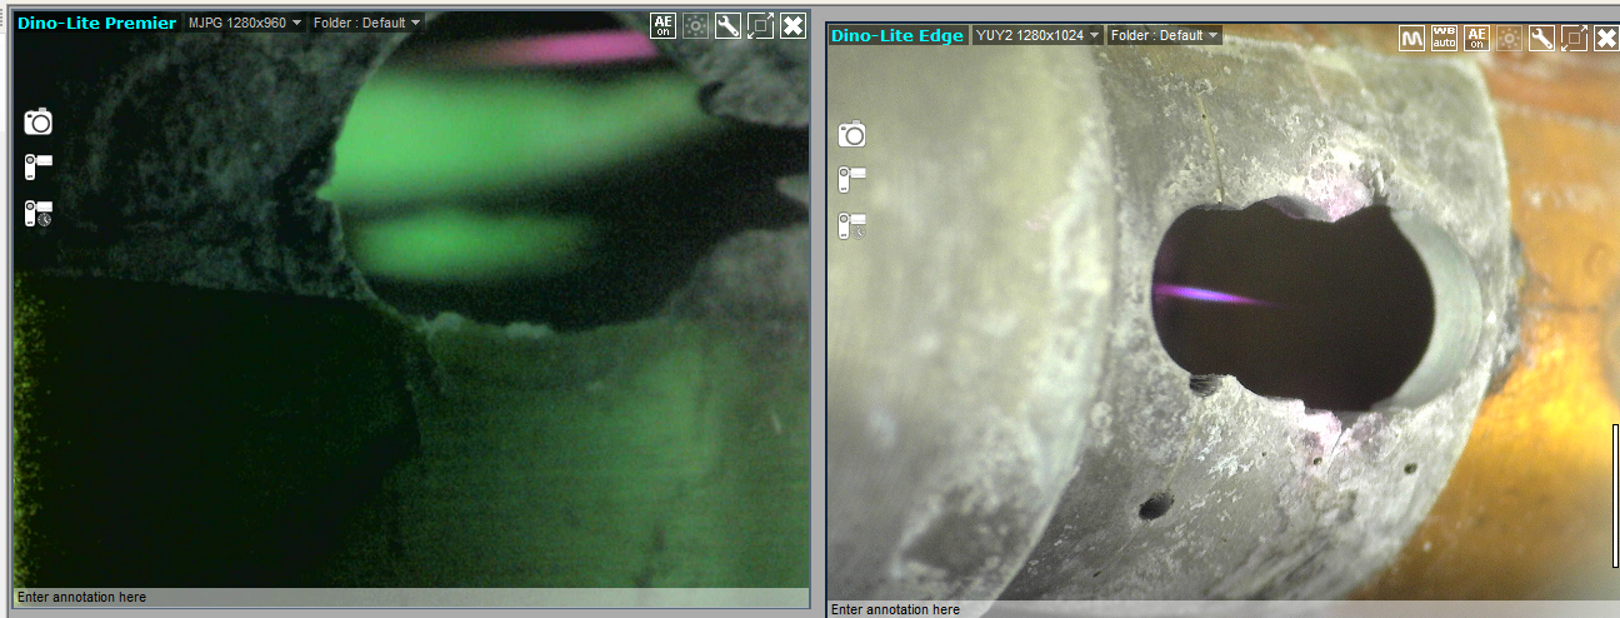 Dino-Lite Premier MJPG 1280x960 Folder : Default AE on
Enter annotation here
Dino-Lite Edge YUY2 1280x1024 Folder : Default M WB auto AE on
Enter annotation here